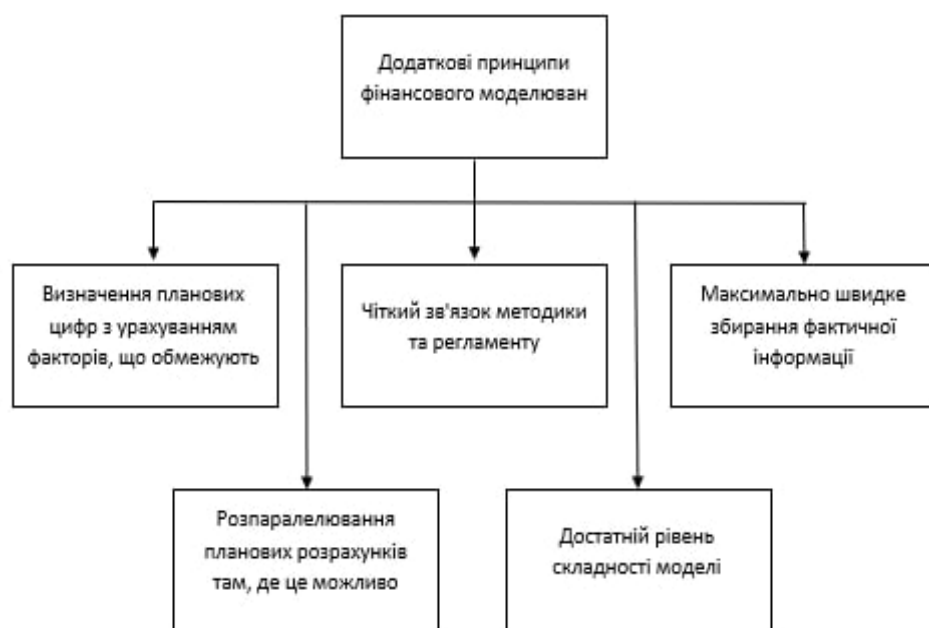 Додаткові принципи
фінансового моделюван
Визначення планових
цифр з урахуванням
факторів, що обмежують
Чіткий зв'язок методики
та регламенту
Максимально швидке
збирання фактичної
інформації
Розпаралелювання
планових розрахунків
там, де це можливо
Достатній рівень
складності моделі